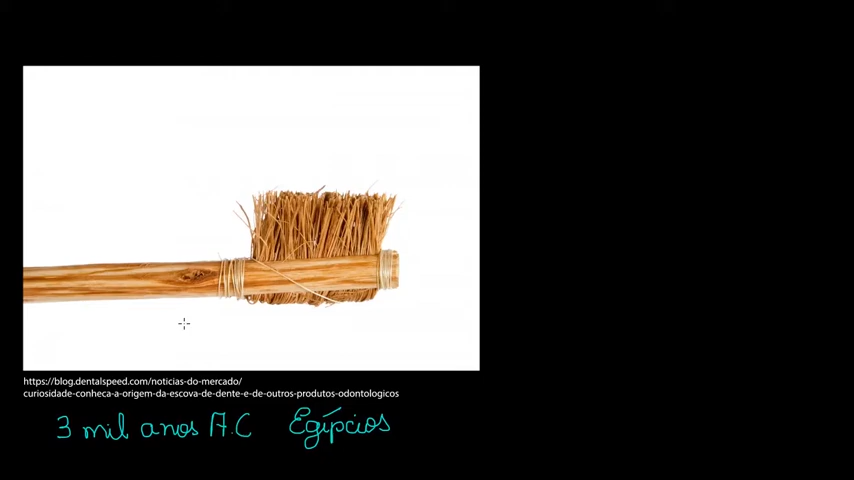 https://blog.dentalspeed.com/noticias-do-mercado/
curiosidade-conheca-a-origem-da-escova-de-dente-e-de-outros-produtos-odontologicos
3 mil anos A.C Egípcios